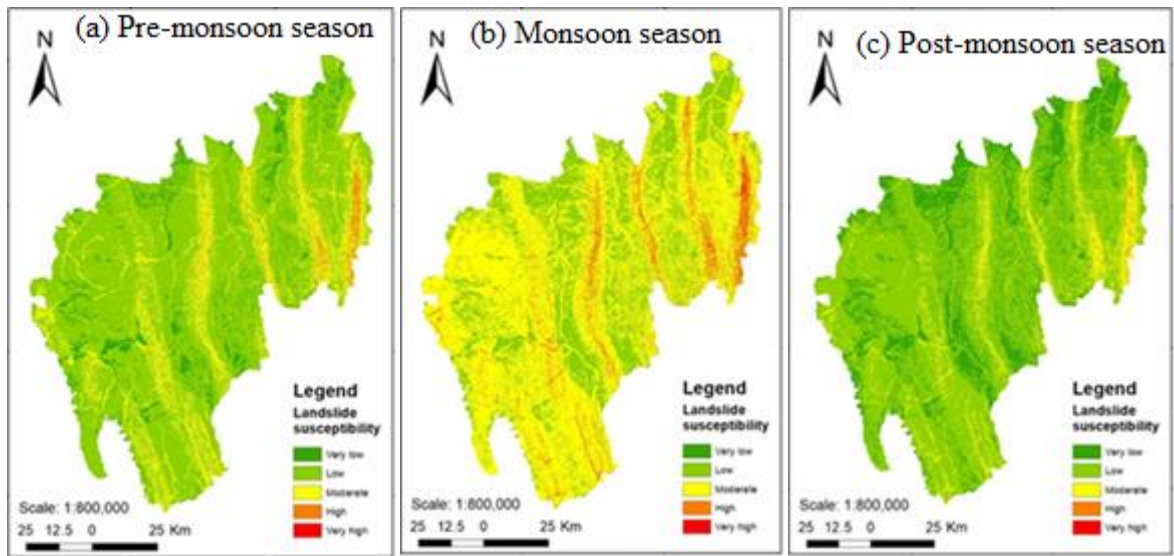 (a) Pre-monsoon season
N
Legend
Landslide
susceptibility
Very low
Low
Moderate
High
Very high
Scale: 1:800,000
25 12.5 0 25 Km
(b) Monsoon season
N
Legend
Landslide
susceptibility
Very low
Low
Moderate
High
Very high
Scale: 1:800,000
25 12.5 0 25 Km
(c) Post-monsoon season
N
Legend
Landslide
susceptibility
Very low
Low
Moderate
High
Very high
Scale: 1:800,000
25 12.5 0 25 Km